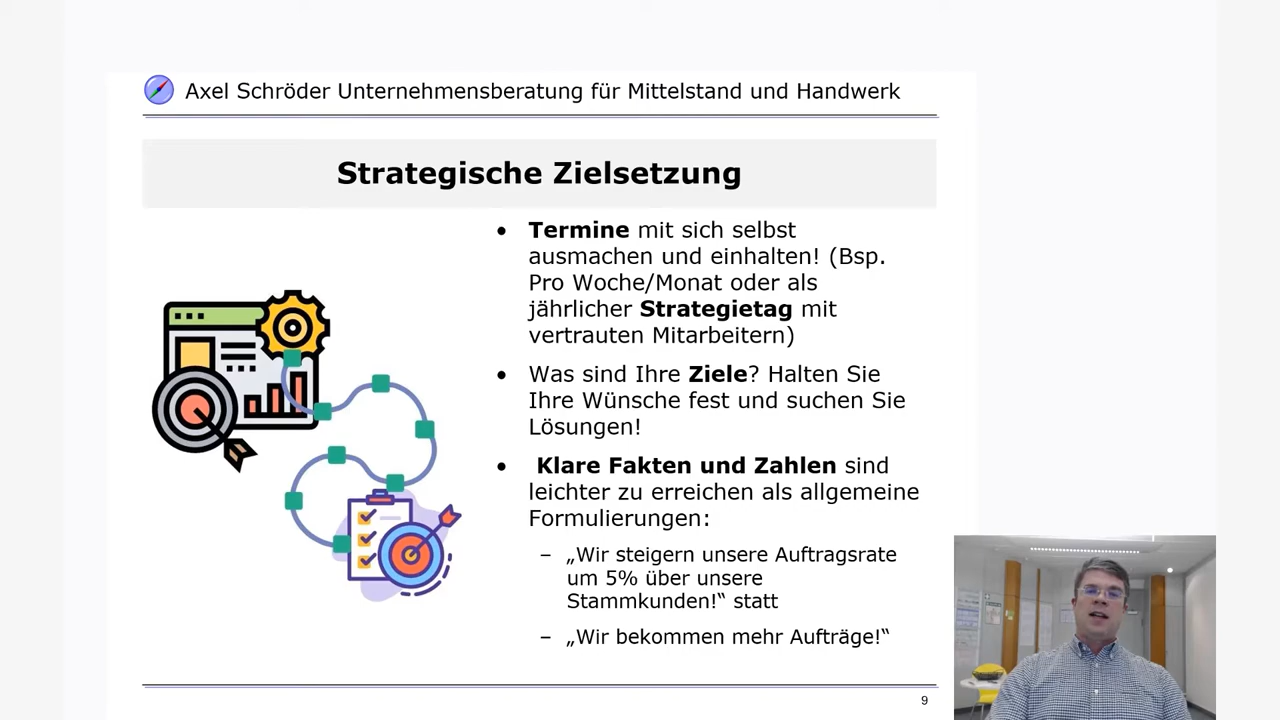 Axel Schröder Unternehmensberatung für Mittelstand und Handwerk
Strategische Zielsetzung
• Termine mit sich selbst
ausmachen und einhalten! (Bsp.
Pro Woche/Monat oder als
jährlicher Strategietag mit
vertrauten Mitarbeitern)
• Was sind Ihre Ziele? Halten Sie
Ihre Wünsche fest und suchen Sie
Lösungen!
• Klare Fakten und Zahlen sind
leichter zu erreichen als allgemeine
Formulierungen:
– „Wir steigern unsere Auftragsrate
um 5% über unsere
Stammkunden!“ statt
– „Wir bekommen mehr Aufträge!“
9